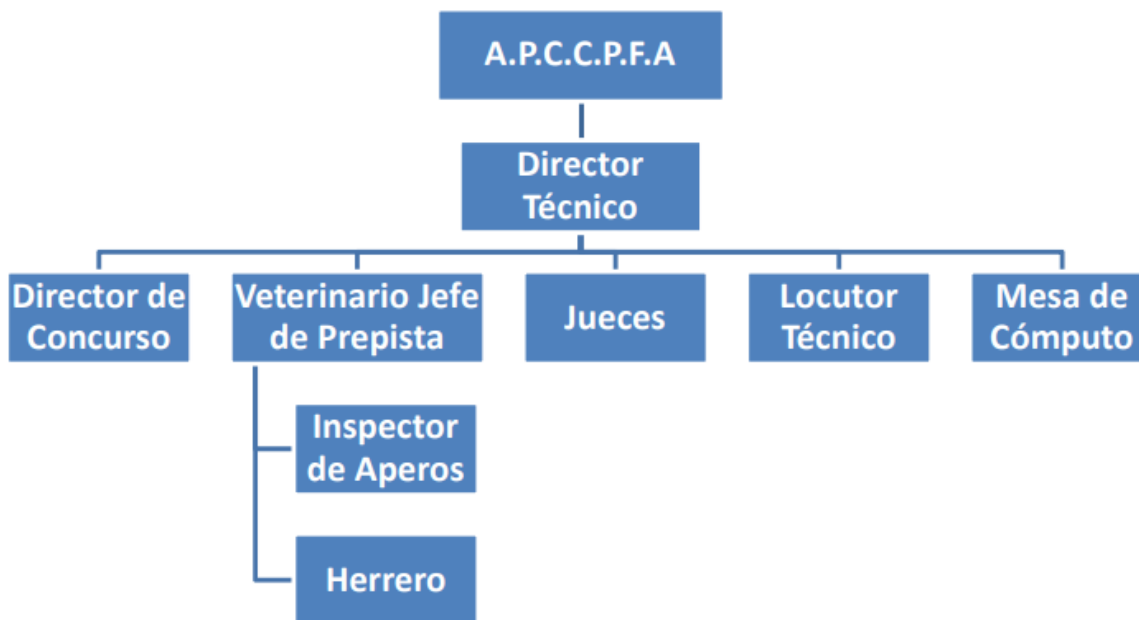 A.P.C.C.P.F.A
Director
Técnico
Director de
Concurso
Veterinario Jefe
de Prepista
Jueces
Locutor
Técnico
Mesa de
Cómputo
Inspector
de Aperos
Herrero